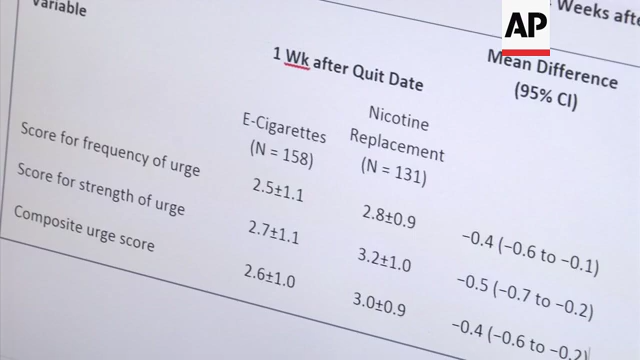 AP
Weeks afte
Variable
1 Wk after Quit Date
Mean Difference
(95% CI)
E-Cigarettes
(N = 158)
Nicotine
Replacement
(N = 131)
Score for frequency of urge
2.5±1.1
2.8±0.9
−0.4 (−0.6 to −0.1)
Score for strength of urge
2.7±1.1
3.2±1.0
−0.5 (−0.7 to −0.2)
Composite urge score
2.6±1.0
3.0±0.9
−0.4 (−0.6 to −0.2)